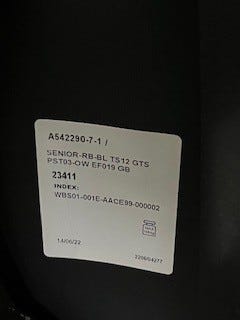 A542290-7-1 /
SENIOR-RB-BL TS12 GTS
PST03-OW EF019 GB
23411
INDEX:
WBS01-001E-AACE99-000002
14/06/22
2206/04277